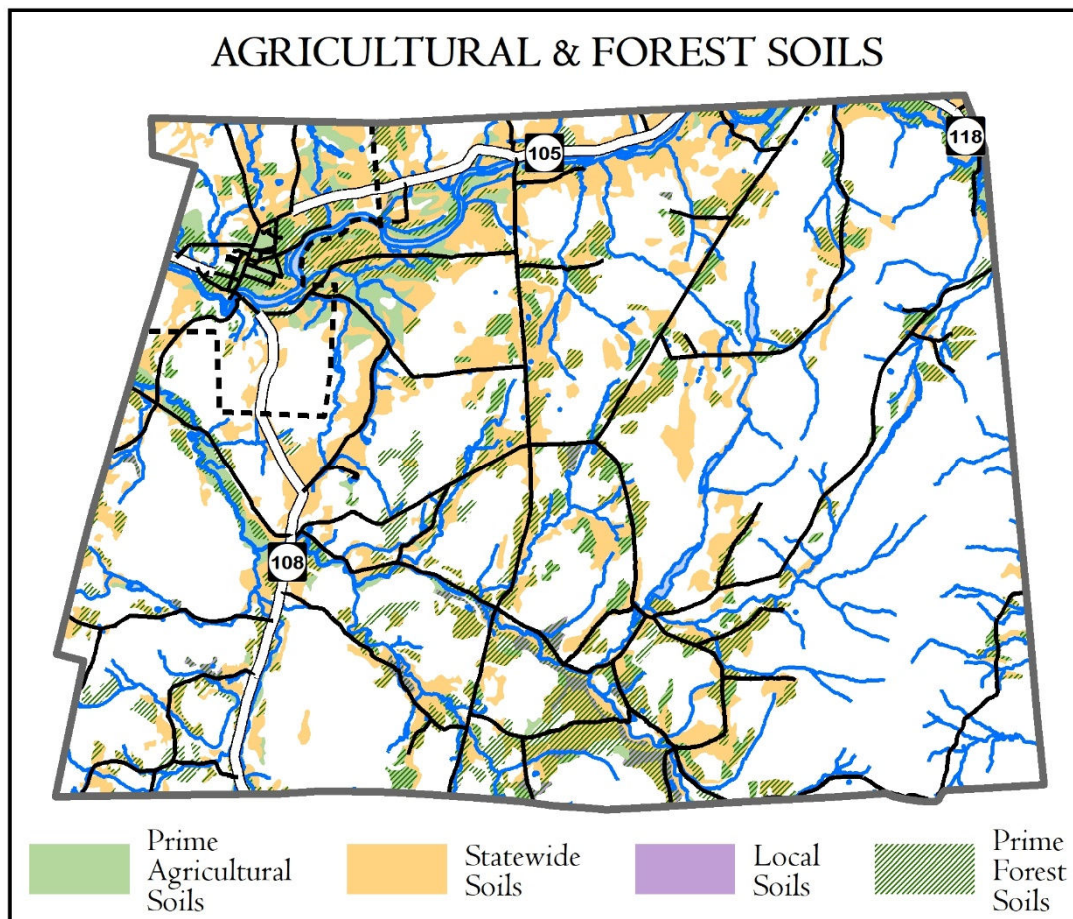 AGRICULTURAL & FOREST SOILS
118
105
108
Prime
Agricultural
Soils
Statewide
Soils
Local
Soils
Prime
Forest
Soils